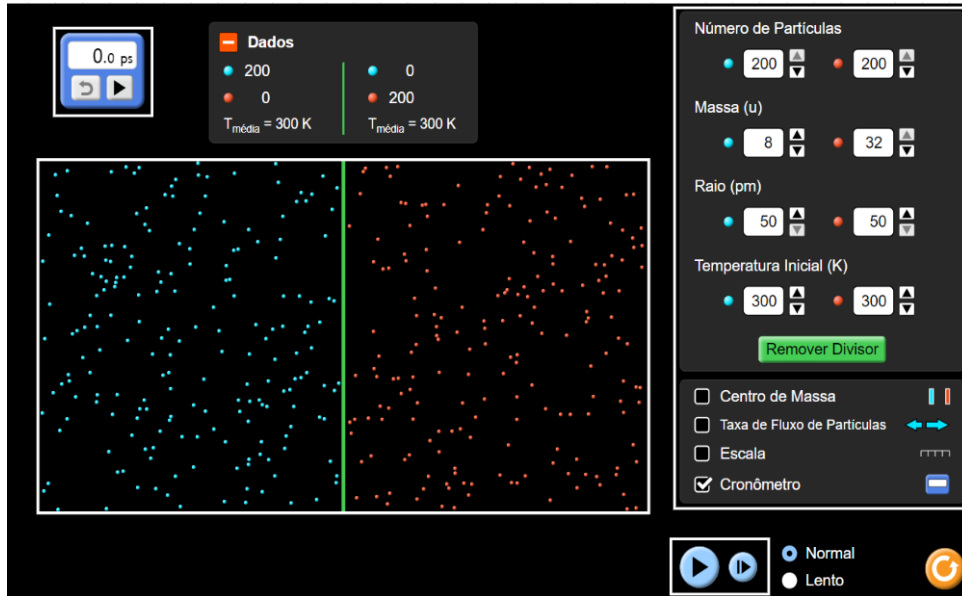 0.0 ps
Dados
200
0
0
200
Tmédia = 300 K
Tmédia = 300 K
Número de Partículas
200
200
Massa (u)
8
32
Raio (pm)
50
50
Temperatura Inicial (K)
300
300
Remover Divisor
Centro de Massa
Taxa de Fluxo de Partículas
Escala
Cronômetro
Normal
Lento